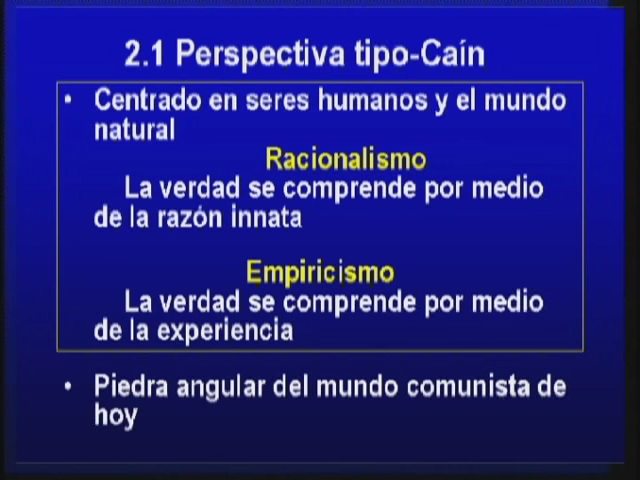 2.1 Perspectiva tipo-Caín
• Centrado en seres humanos y el mundo
natural
Racionalismo
La verdad se comprende por medio
de la razón innata
Empiricismo
La verdad se comprende por medio
de la experiencia
• Piedra angular del mundo comunista de
hoy